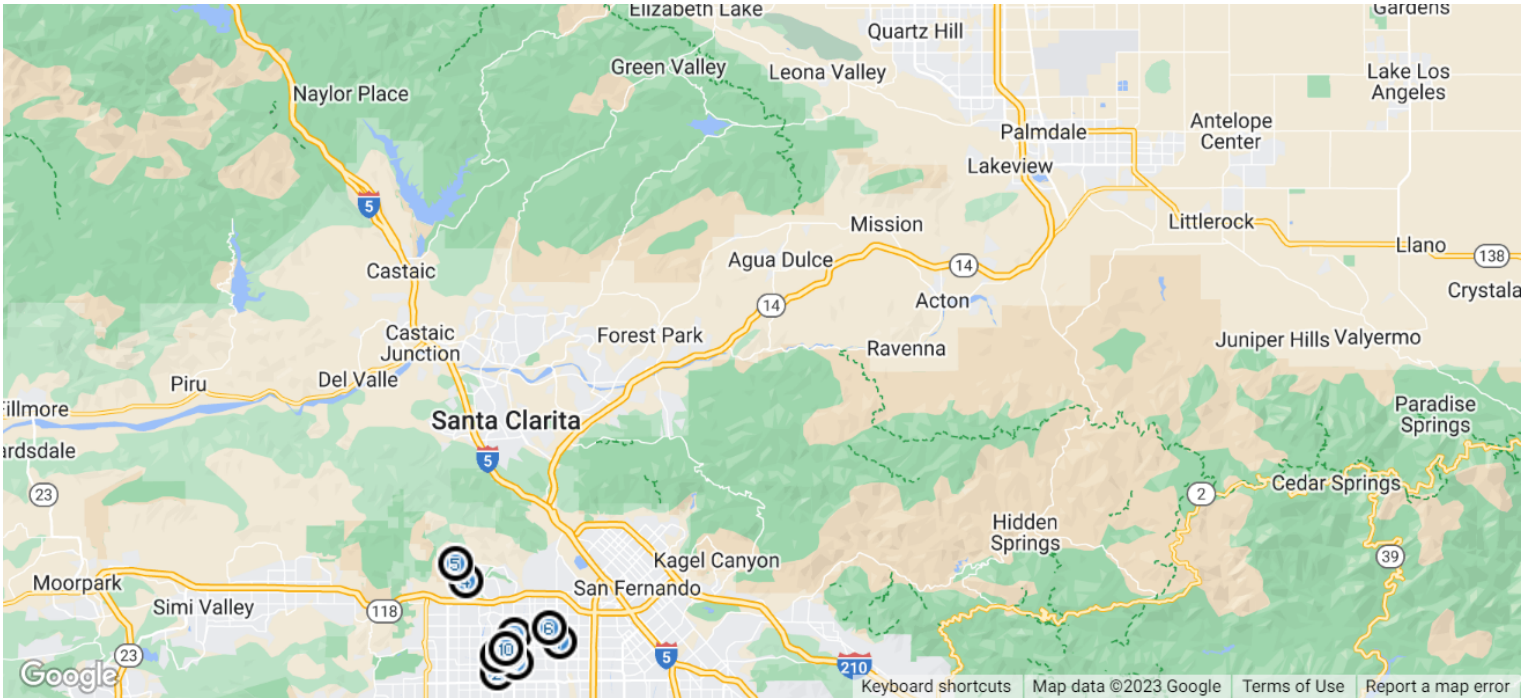 Elizabeth Lake
Gardens
Quartz Hill
Green Valley
Leona Valley
Lake Los
Angeles
Naylor Place
Antelope
Center
Palmdale
Lakeview
5
Mission
Littlerock
Llano
138
Castaic
Agua Dulce
14
Acton
Crystala
14
Castaic
Junction
Forest Park
Ravenna
Juniper Hills
Valyermo
Piru
Del Valle
Fillmore
Santa Clarita
Paradise
Springs
ardsdale
5
23
2
Cedar Springs
Hidden
Springs
39
5
Kagel Canyon
Moorpark
San Fernando
Simi Valley
118
6
10
23
5
210
Google
Keyboard shortcuts
Map data ©2023 Google
Terms of Use
Report a map error